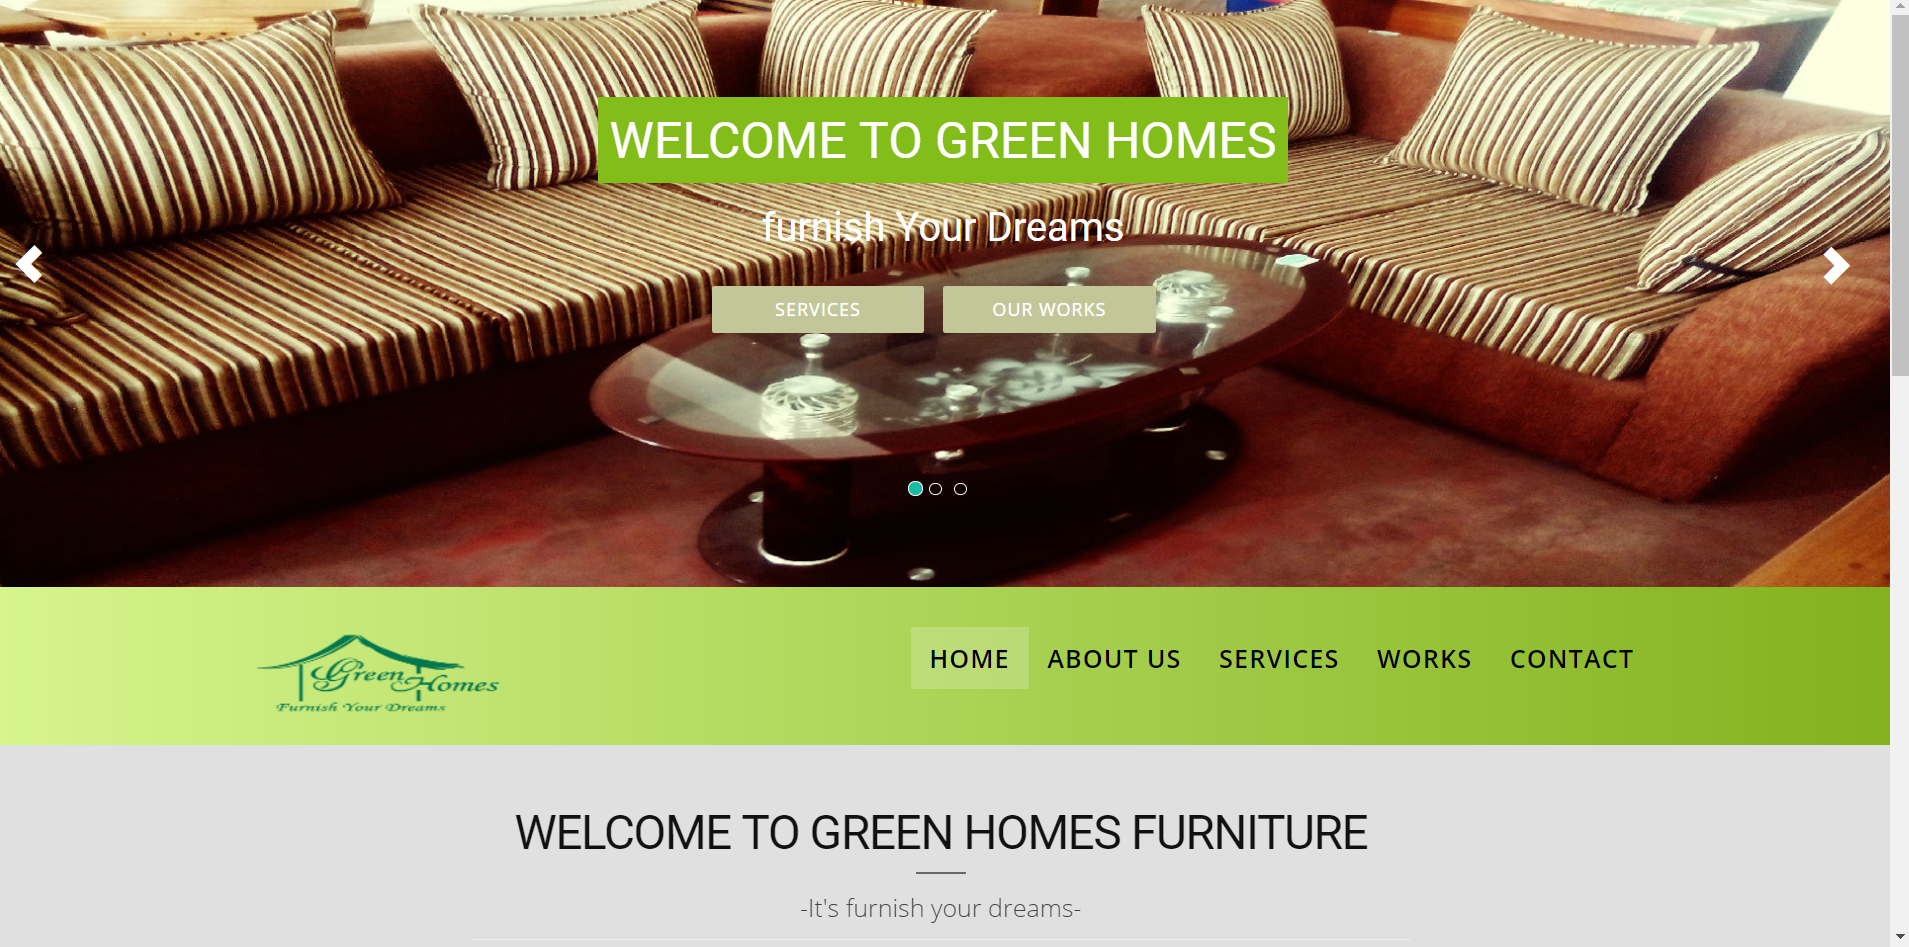 WELCOME TO GREEN HOMES
furnish Your Dreams
SERVICES
OUR WORKS
Green Homes
Furnish Your Dreams
HOME
ABOUT US
SERVICES
WORKS
CONTACT
WELCOME TO GREEN HOMES FURNITURE
-It's furnish your dreams-